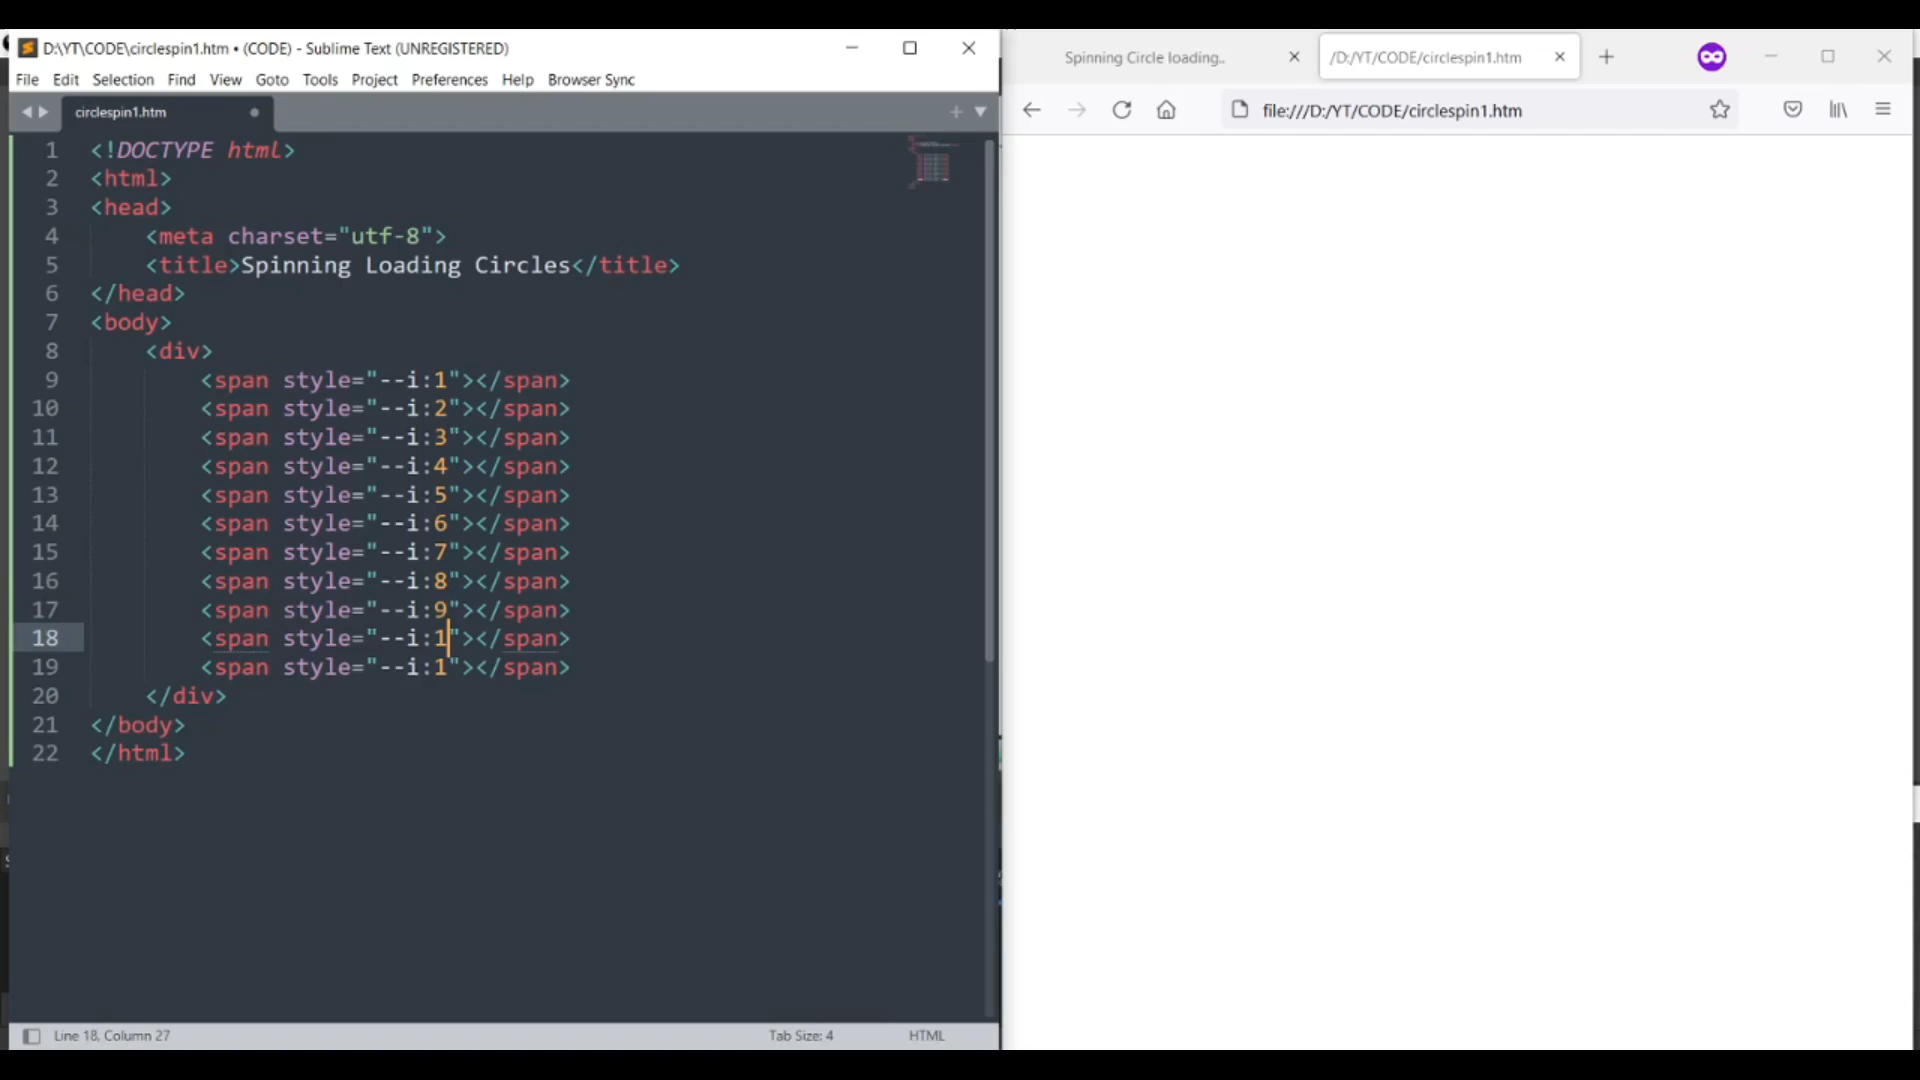 D:\YT\CODE\circlespin1.htm • (CODE) - Sublime Text (UNREGISTERED)
File Edit Selection Find View Goto Tools Project Preferences Help Browser Sync
circlespin1.htm
1 <!DOCTYPE html>
2 <html>
3 <head>
4 <meta charset="utf-8">
5 <title>Spinning Loading Circles</title>
6 </head>
7 <body>
8 <div>
9 <span style="--i:1"></span>
10 <span style="--i:2"></span>
11 <span style="--i:3"></span>
12 <span style="--i:4"></span>
13 <span style="--i:5"></span>
14 <span style="--i:6"></span>
15 <span style="--i:7"></span>
16 <span style="--i:8"></span>
17 <span style="--i:9"></span>
18 <span style="--i:1"></span>
19 <span style="--i:1"></span>
20 </div>
21 </body>
22 </html>
Line 18, Column 27 Tab Size: 4 HTML
Spinning Circle loading.. /D:/YT/CODE/circlespin1.htm
file:///D:/YT/CODE/circlespin1.htm